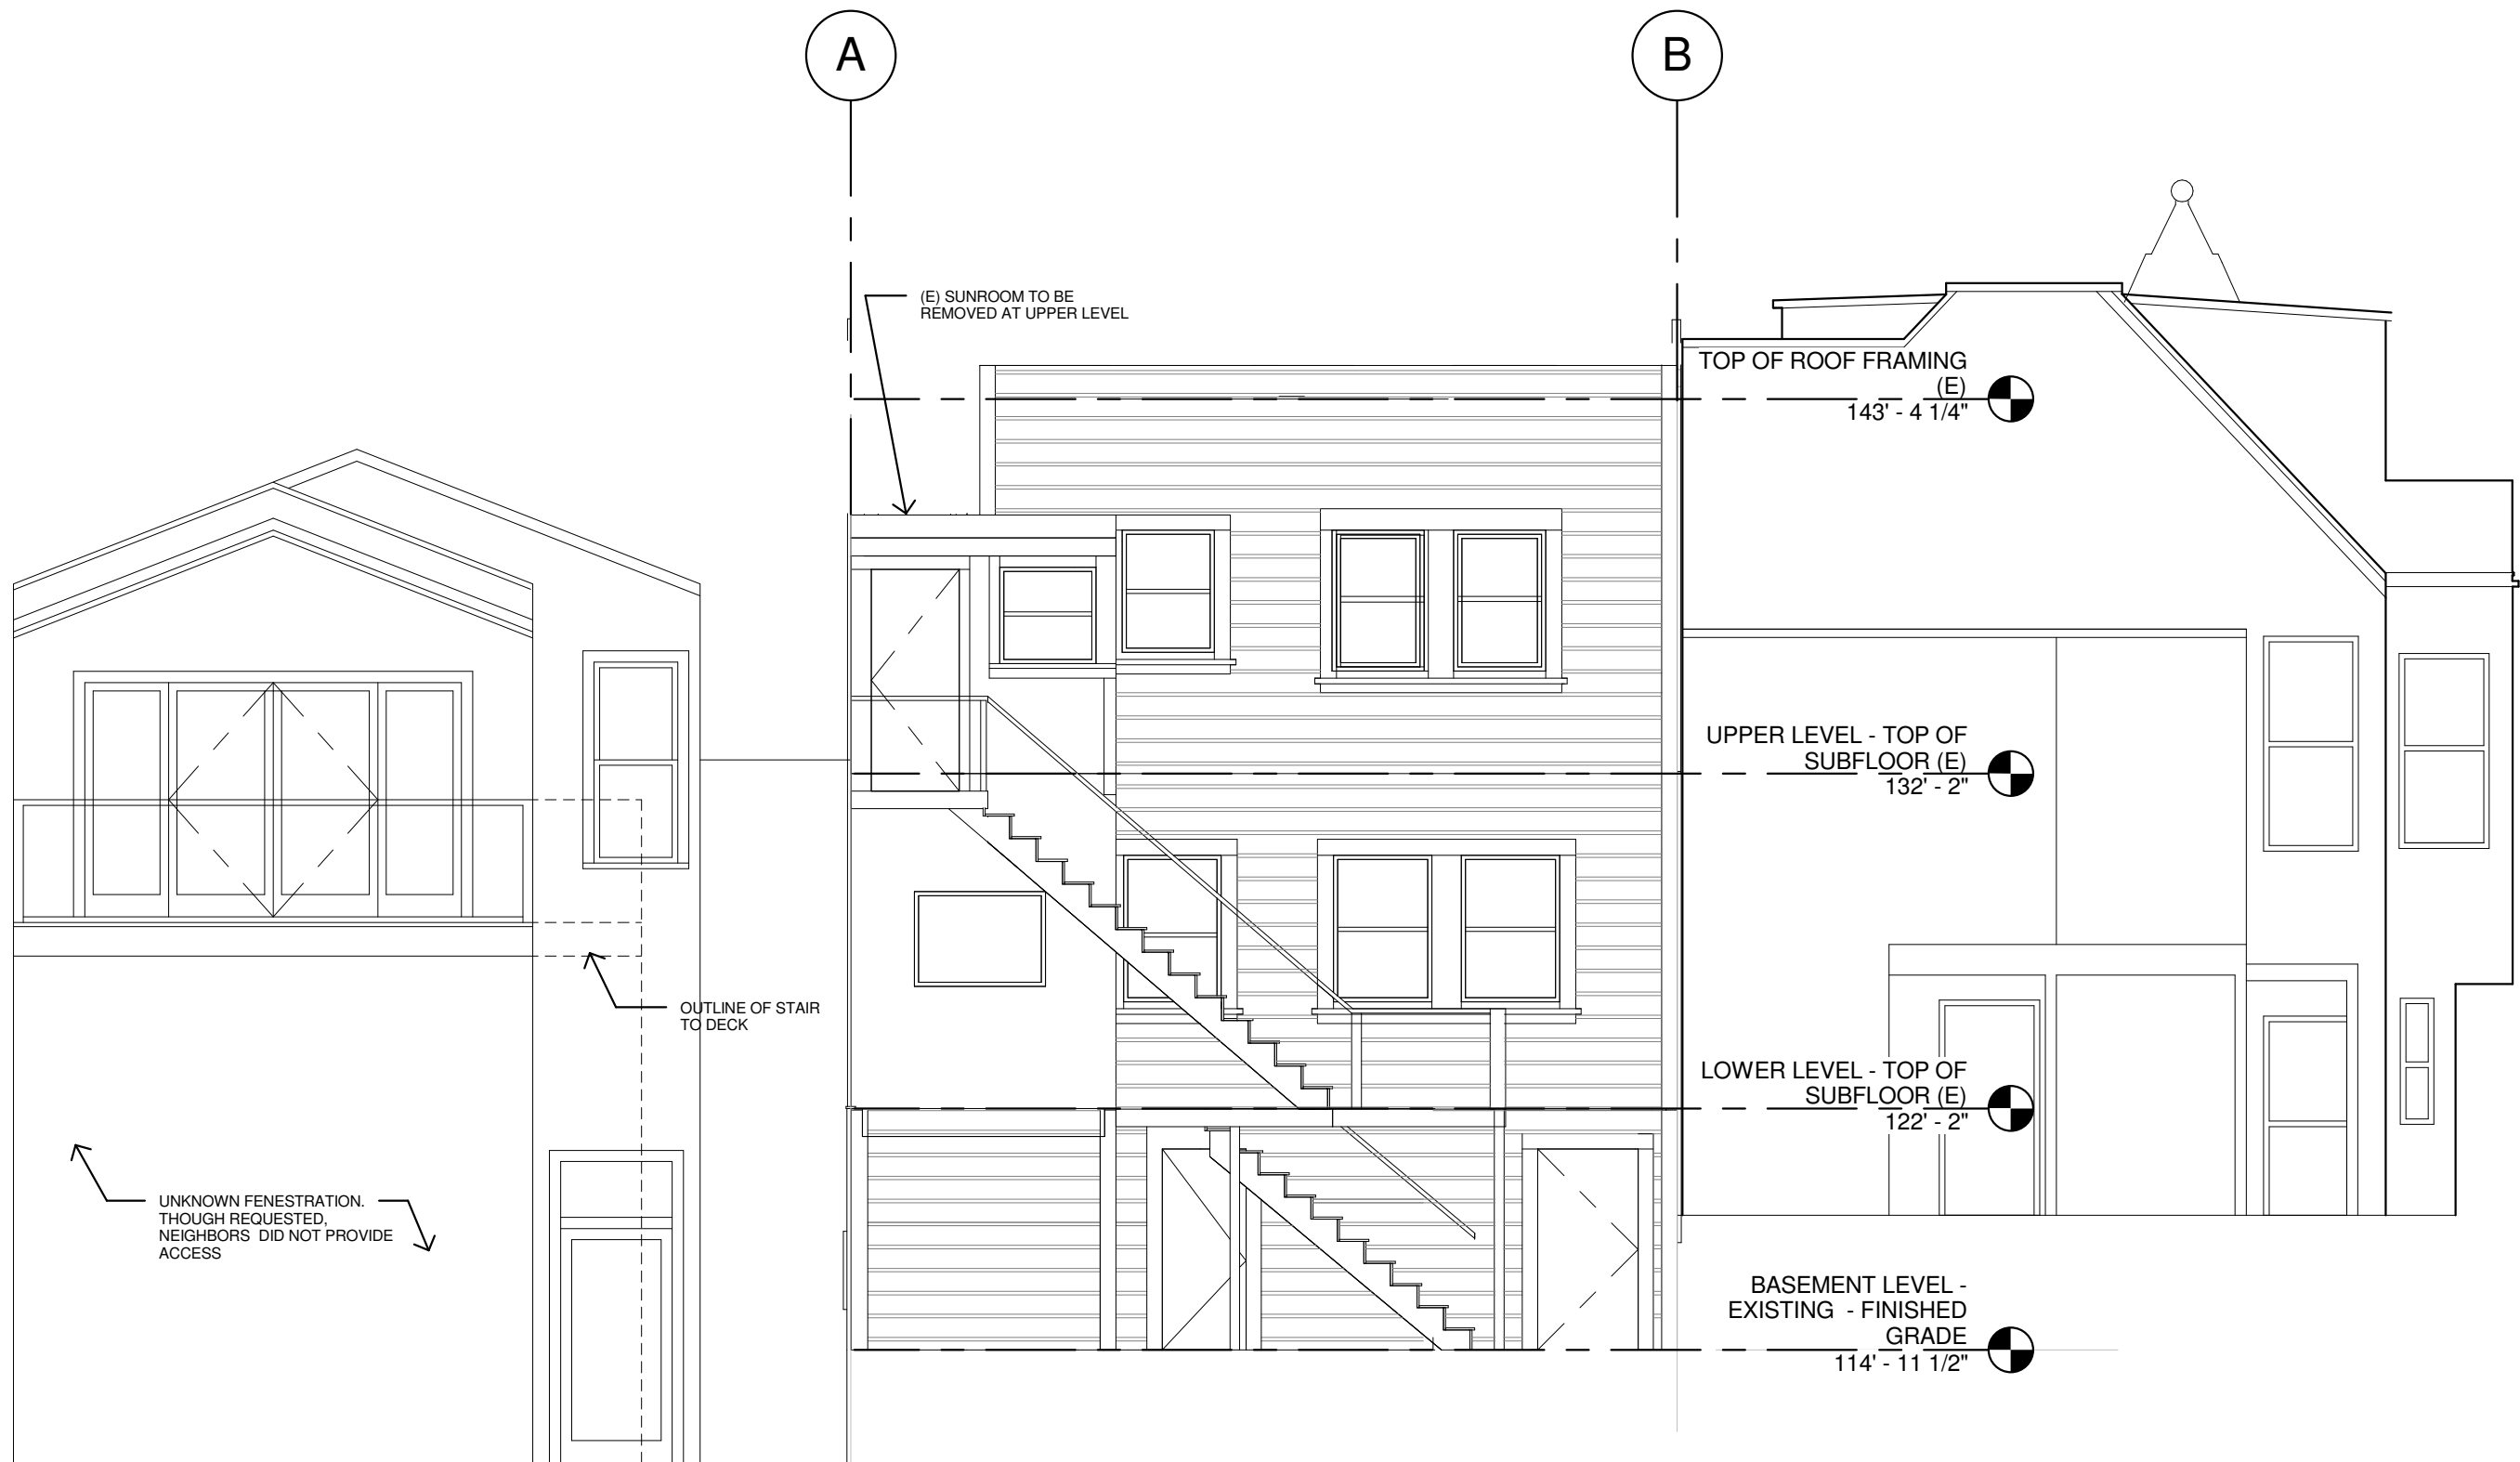 A
B
(E) SUNROOM TO BE
REMOVED AT UPPER LEVEL
TOP OF ROOF FRAMING
(E)
143' - 4 1/4"
UPPER LEVEL - TOP OF
SUBFLOOR (E)
132' - 2"
OUTLINE OF STAIR
TO DECK
LOWER LEVEL - TOP OF
SUBFLOOR (E)
122' - 2"
UNKNOWN FENESTRATION.
THOUGH REQUESTED,
NEIGHBORS DID NOT PROVIDE
ACCESS
BASEMENT LEVEL -
EXISTING - FINISHED
GRADE
114' - 11 1/2"